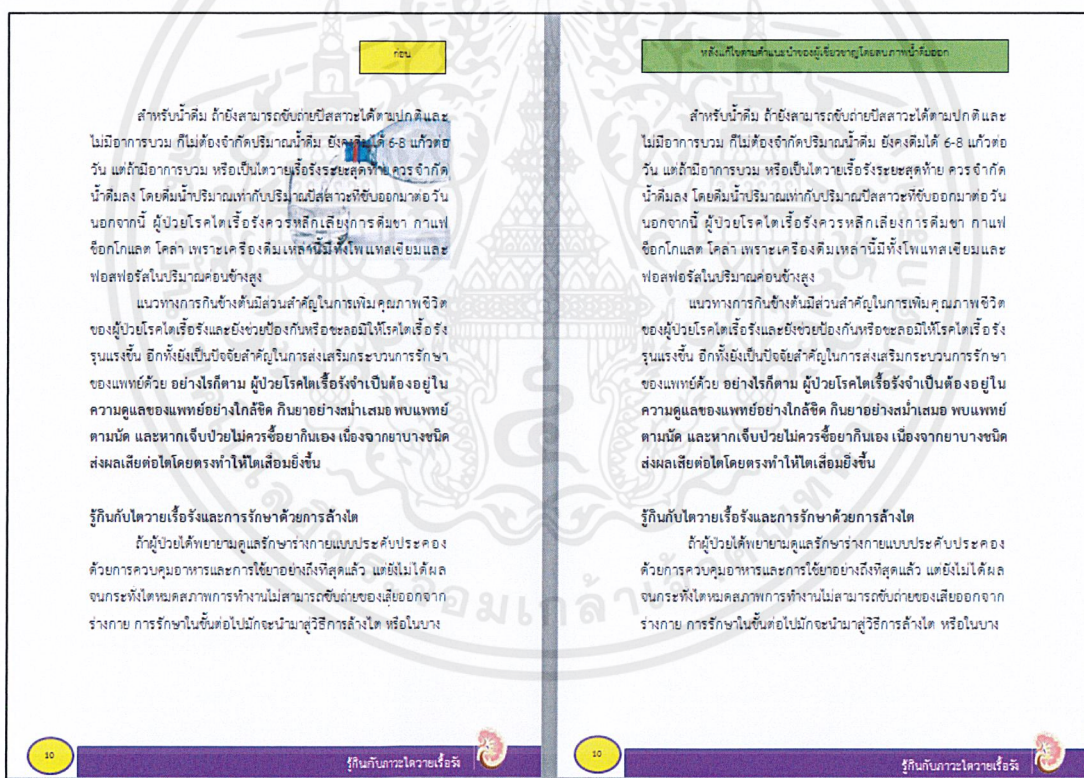 ก่อน
สำหรับน้ำดื่ม ถ้ายังสามารถขับถ่ายปัสสาวะได้ตามปกติและ
ไม่มีอาการบวม ก็ไม่ต้องจำกัดปริมาณน้ำดื่ม ยังคงดื่มได้ 6-8 แก้วต่อ
วัน แต่ถ้ามีอาการบวม หรือเป็นไตวายเรื้อรังระยะสุดท้าย ควรจำกัด
น้ำดื่มลง โดยดื่มน้ำปริมาณเท่ากับปริมาณปัสสาวะที่ขับออกมาต่อวัน
นอกจากนี้ ผู้ป่วยโรคไตเรื้อรังควรหลีกเลี่ยงการดื่มชา กาแฟ
ช็อกโกแลต โคล่า เพราะเครื่องดื่มเหล่านี้มีทั้งโพแทสเซียมและ
ฟอสฟอรัสในปริมาณค่อนข้างสูง
แนวทางการกินข้างต้นมีส่วนสำคัญในการเพิ่มคุณภาพชีวิต
ของผู้ป่วยโรคไตเรื้อรังและยังช่วยป้องกันหรือชะลอมิให้โรคไตเรื้อรัง
รุนแรงขึ้น อีกทั้งยังเป็นปัจจัยสำคัญในการส่งเสริมกระบวนการรักษา
ของแพทย์ด้วย อย่างไรก็ตาม ผู้ป่วยโรคไตเรื้อรังจำเป็นต้องอยู่ใน
ความดูแลของแพทย์อย่างใกล้ชิด กินยาอย่างสม่ำเสมอ พบแพทย์
ตามนัด และหากเจ็บป่วยไม่ควรซื้อยากินเอง เนื่องจากยาบางชนิด
ส่งผลเสียต่อไตโดยตรงทำให้ไตเสื่อมยิ่งขึ้น
รู้กินกับไตวายเรื้อรังและการรักษาด้วยการล้างไต
ถ้าผู้ป่วยได้พยายามดูแลรักษาร่างกายแบบประคับประคอง
ด้วยการควบคุมอาหารและการใช้ยาอย่างถึงที่สุดแล้ว แต่ยังไม่ได้ผล
จนกระทั่งไตหมดสภาพการทำงานไม่สามารถขับถ่ายของเสียออกจาก
ร่างกาย การรักษาในขั้นต่อไปมักจะนำมาสู่วิธีการล้างไต หรือในบาง
10
รู้กินกับภาวะไตวายเรื้อรัง
หลังแก้ไขตามคำแนะนำของผู้เชี่ยวชาญโดยลบภาพน้ำดื่มออก
สำหรับน้ำดื่ม ถ้ายังสามารถขับถ่ายปัสสาวะได้ตามปกติและ
ไม่มีอาการบวม ก็ไม่ต้องจำกัดปริมาณน้ำดื่ม ยังคงดื่มได้ 6-8 แก้วต่อ
วัน แต่ถ้ามีอาการบวม หรือเป็นไตวายเรื้อรังระยะสุดท้าย ควรจำกัด
น้ำดื่มลง โดยดื่มน้ำปริมาณเท่ากับปริมาณปัสสาวะที่ขับออกมาต่อวัน
นอกจากนี้ ผู้ป่วยโรคไตเรื้อรังควรหลีกเลี่ยงการดื่มชา กาแฟ
ช็อกโกแลต โคล่า เพราะเครื่องดื่มเหล่านี้มีทั้งโพแทสเซียมและ
ฟอสฟอรัสในปริมาณค่อนข้างสูง
แนวทางการกินข้างต้นมีส่วนสำคัญในการเพิ่มคุณภาพชีวิต
ของผู้ป่วยโรคไตเรื้อรังและยังช่วยป้องกันหรือชะลอมิให้โรคไตเรื้อรัง
รุนแรงขึ้น อีกทั้งยังเป็นปัจจัยสำคัญในการส่งเสริมกระบวนการรักษา
ของแพทย์ด้วย อย่างไรก็ตาม ผู้ป่วยโรคไตเรื้อรังจำเป็นต้องอยู่ใน
ความดูแลของแพทย์อย่างใกล้ชิด กินยาอย่างสม่ำเสมอ พบแพทย์
ตามนัด และหากเจ็บป่วยไม่ควรซื้อยากินเอง เนื่องจากยาบางชนิด
ส่งผลเสียต่อไตโดยตรงทำให้ไตเสื่อมยิ่งขึ้น
รู้กินกับไตวายเรื้อรังและการรักษาด้วยการล้างไต
ถ้าผู้ป่วยได้พยายามดูแลรักษาร่างกายแบบประคับประคอง
ด้วยการควบคุมอาหารและการใช้ยาอย่างถึงที่สุดแล้ว แต่ยังไม่ได้ผล
จนกระทั่งไตหมดสภาพการทำงานไม่สามารถขับถ่ายของเสียออกจาก
ร่างกาย การรักษาในขั้นต่อไปมักจะนำมาสู่วิธีการล้างไต หรือในบาง
10
รู้กินกับภาวะไตวายเรื้อรัง